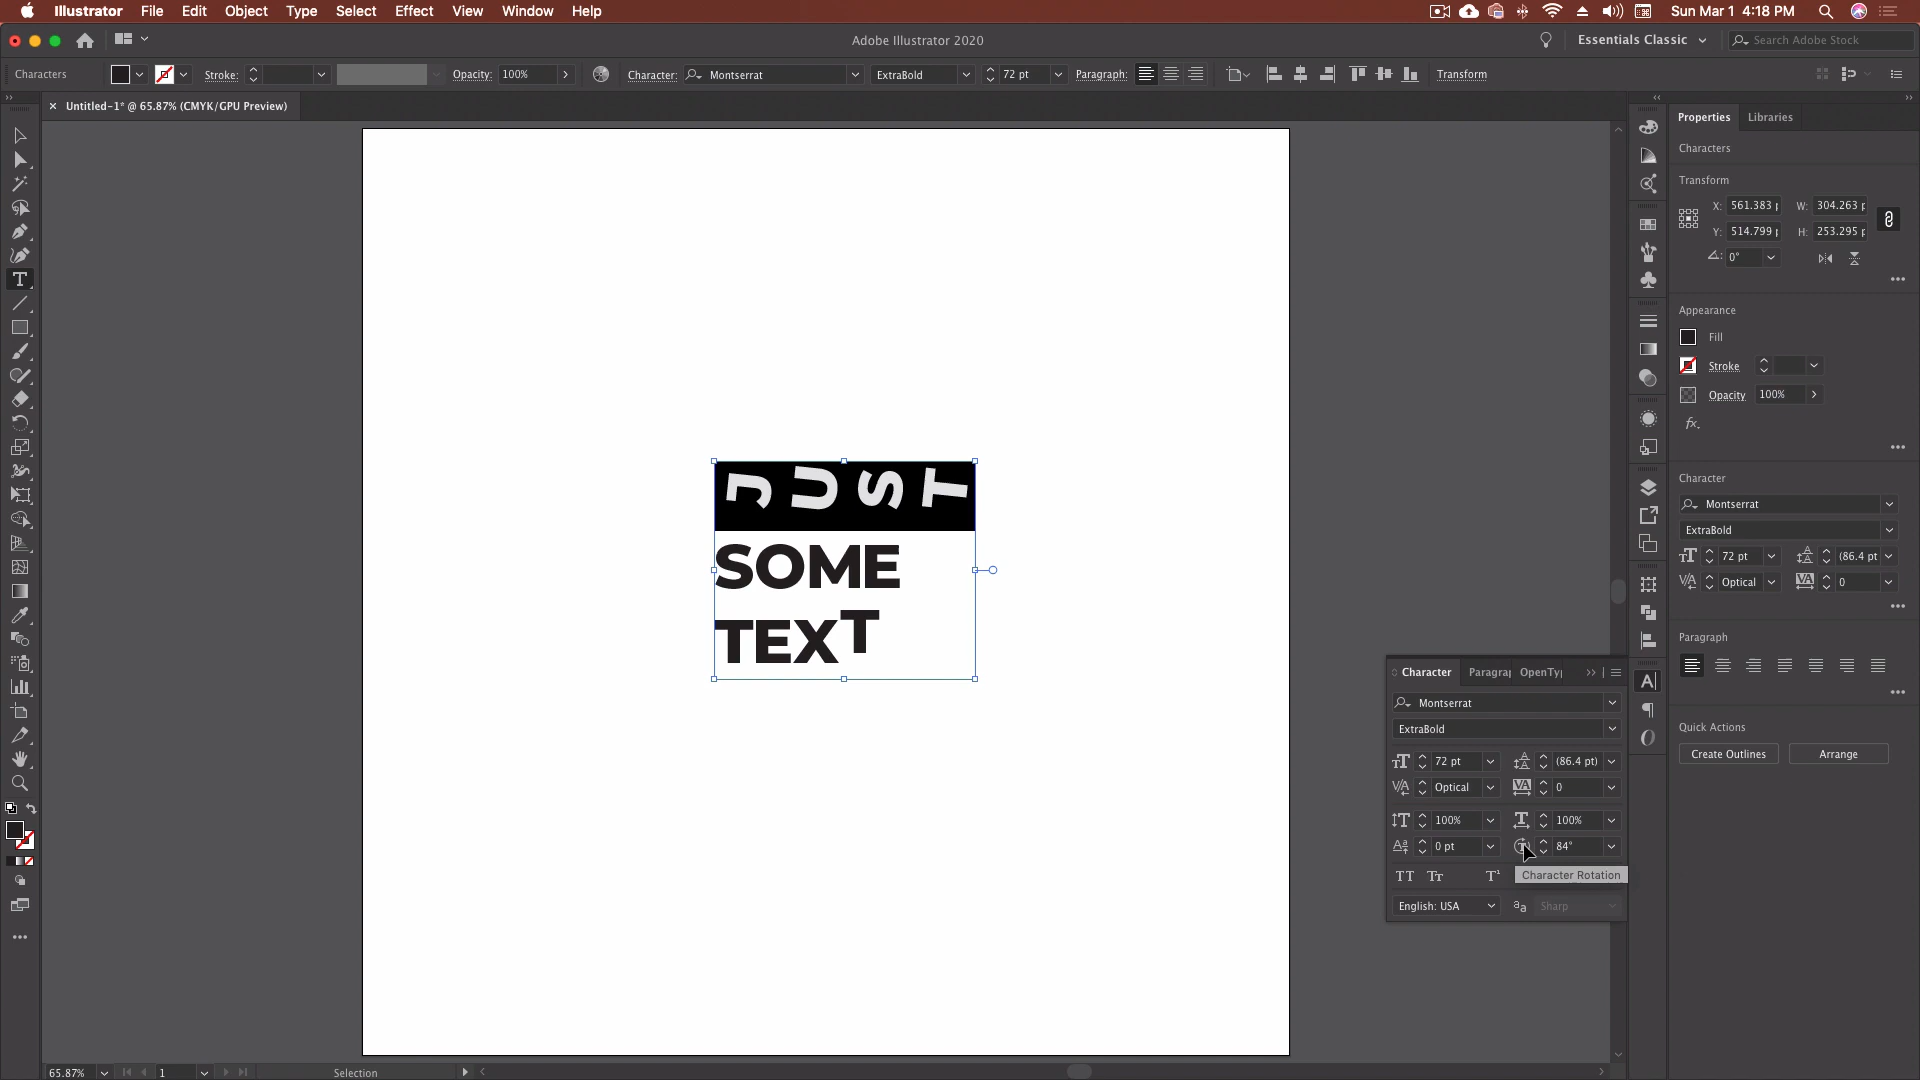 Illustrator File Edit Object Type Select Effect View Window Help
Sun Mar 1 4:18 PM
Adobe Illustrator 2020
Essentials Classic
Search Adobe Stock
Characters
Stroke:
Opacity: 100%
Character: Montserrat
ExtraBold
72 pt
Paragraph:
Transform
× Untitled-1* @ 65.87% (CMYK/GPU Preview)
JUST
SOME
TEXT
Properties Libraries
Characters
Transform
X: 561.383 W: 304.263
Y: 514.799 H: 253.295
0°
Appearance
Fill
Stroke
Opacity 100%
fx.
Character
Montserrat
ExtraBold
72 pt (86.4 pt
Optical 0
Paragraph
Quick Actions
Create Outlines Arrange
Character Paragra OpenTy
Montserrat
ExtraBold
72 pt (86.4 pt)
Optical 0
100% 100%
0 pt 84°
TT Tr T¹
Character Rotation
English: USA Sharp
65.87% 1 Selection